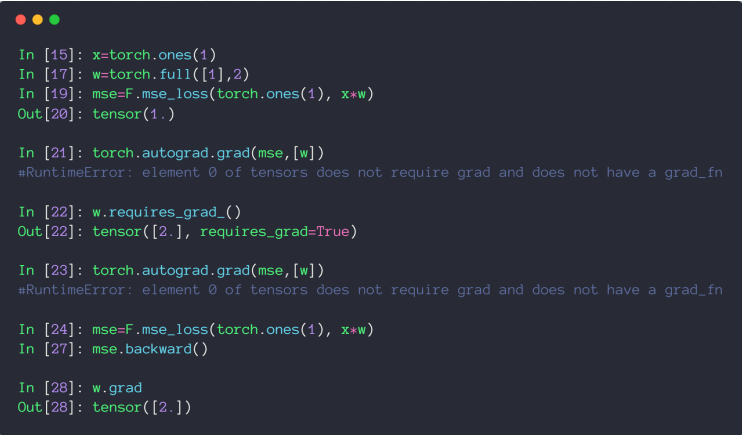 In [15]: x=torch.ones(1)
In [17]: w=torch.full([1],2)
In [19]: mse=F.mse_loss(torch.ones(1), x*w)
Out[20]: tensor(1.)
In [21]: torch.autograd.grad(mse,[w])
#RuntimeError: element 0 of tensors does not require grad and does not have a grad_fn
In [22]: w.requires_grad_()
Out[22]: tensor([2.], requires_grad=True)
In [23]: torch.autograd.grad(mse,[w])
#RuntimeError: element 0 of tensors does not require grad and does not have a grad_fn
In [24]: mse=F.mse_loss(torch.ones(1), x*w)
In [27]: mse.backward()
In [28]: w.grad
Out[28]: tensor([2.])